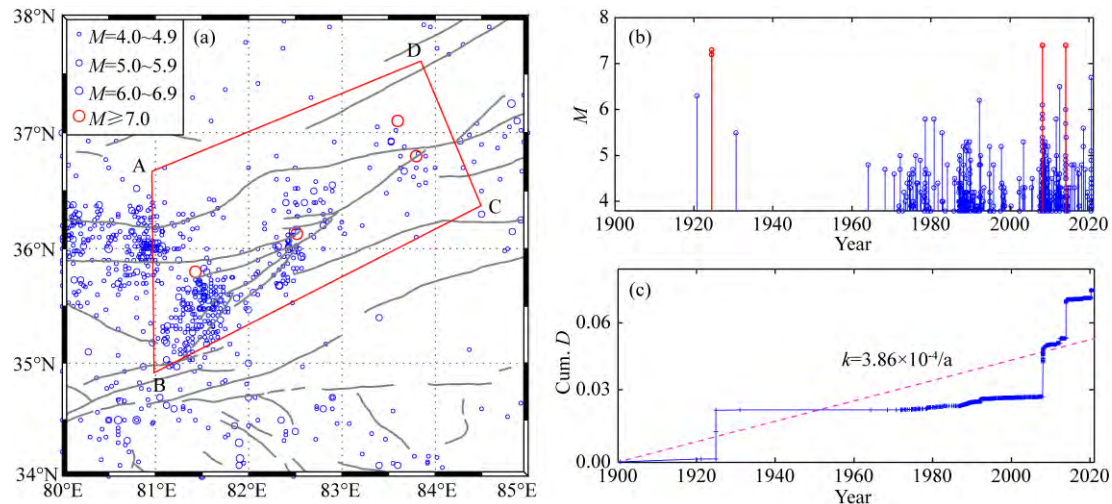 38°N
37°N
36°N
35°N
34°N
80°E
81°E
82°E
83°E
84°E
85°E
M=4.0~4.9
M=5.0~5.9
M=6.0~6.9
M≥7.0
(a)
A
B
C
D
(b)
M
8
7
6
5
4
1900
1920
1940
1960
1980
2000
2020
Year
(c)
Cum. D
0.06
0.03
0.00
k=3.86×10⁻⁴/a
1900
1920
1940
1960
1980
2000
2020
Year